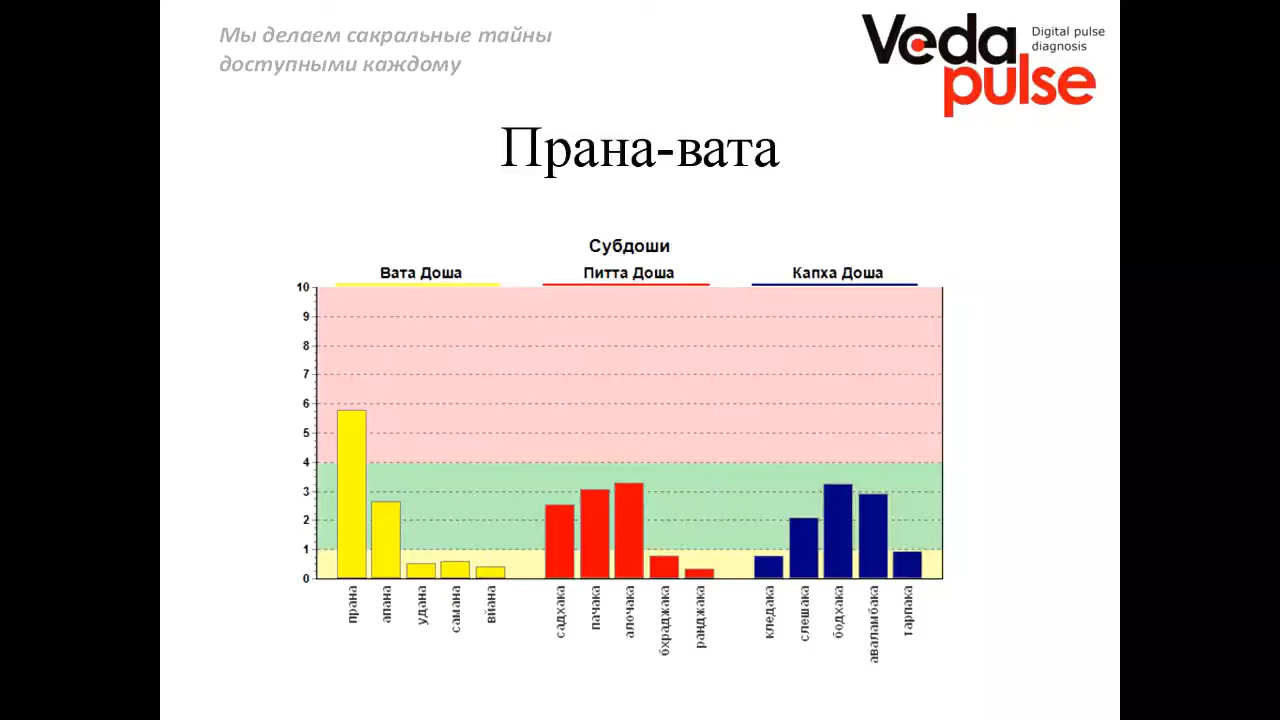 Мы делаем сакральные тайны
доступными каждому
Veda
pulse
Digital pulse
diagnosis
Прана-вата
Субдоши
Вата Доша
Питта Доша
Капха Доша
10
9
8
7
6
5
4
3
2
1
0
прана
апана
удана
самана
вйана
садхака
пачака
алочака
бхраджака
ранджака
кледака
слешака
бодхака
аваламбака
тарпака